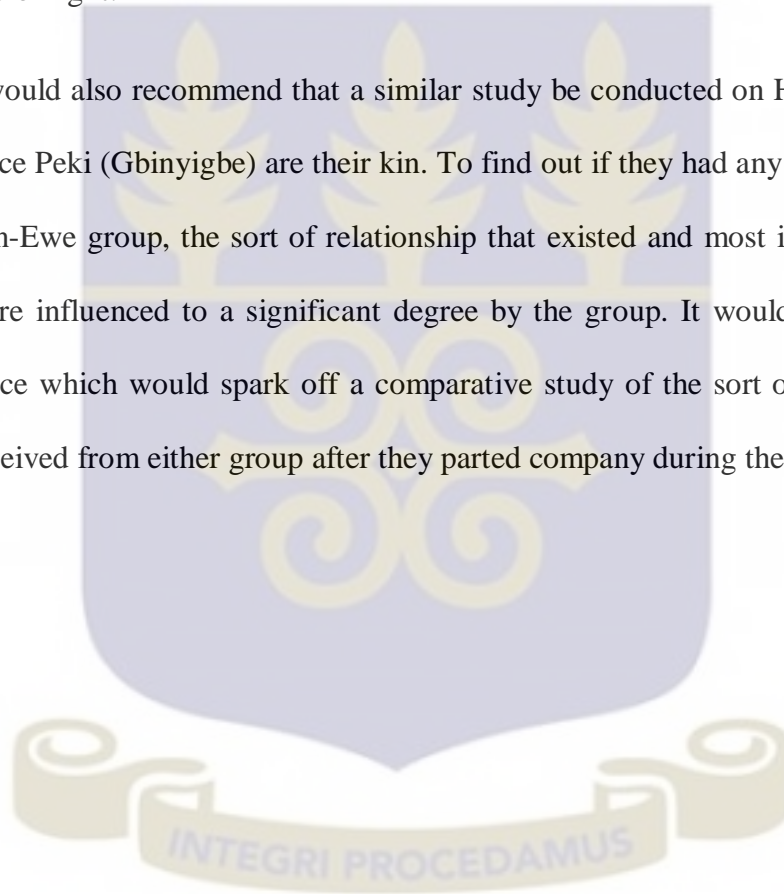 would also recommend that a similar study be conducted on H
ce Peki (Gbinyigbe) are their kin. To find out if they had any
n-Ewe group, the sort of relationship that existed and most i
re influenced to a significant degree by the group. It would
ce which would spark off a comparative study of the sort o
eived from either group after they parted company during the
INTEGRI PROCEDAMUS